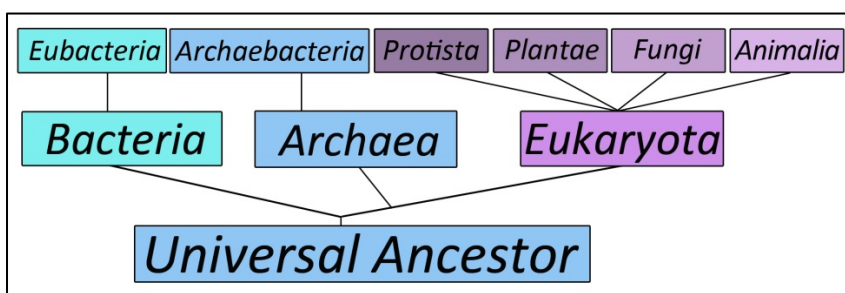 Eubacteria Archaebacteria Protista Plantae Fungi Animalia
Bacteria Archaea Eukaryota
Universal Ancestor